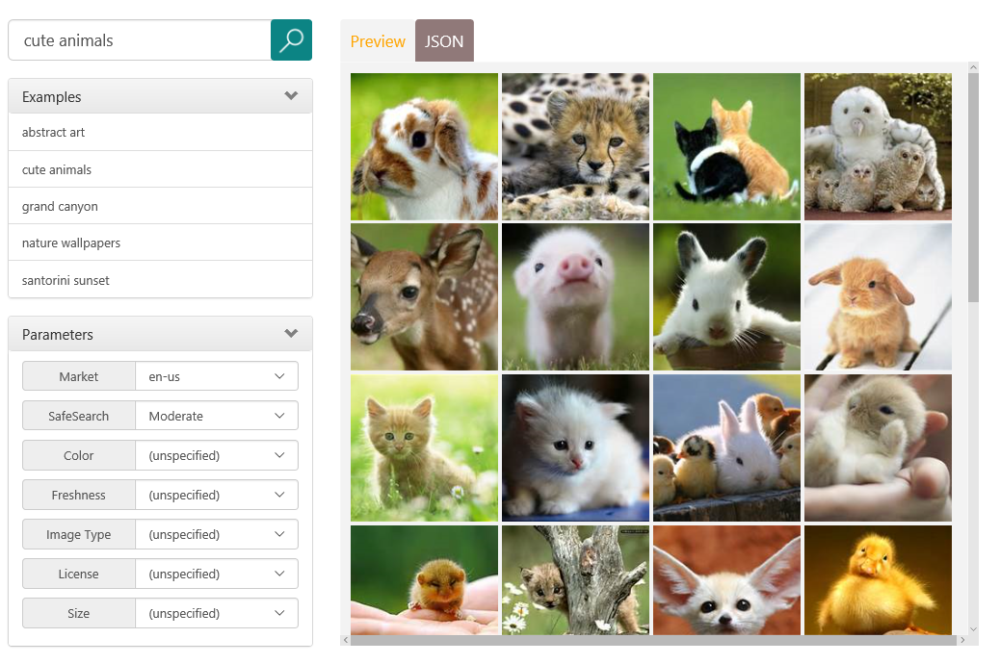 cute animals
Examples
abstract art
cute animals
grand canyon
nature wallpapers
santorini sunset
Parameters
Market en-us
SafeSearch Moderate
Color (unspecified)
Freshness (unspecified)
Image Type (unspecified)
License (unspecified)
Size (unspecified)
Preview JSON